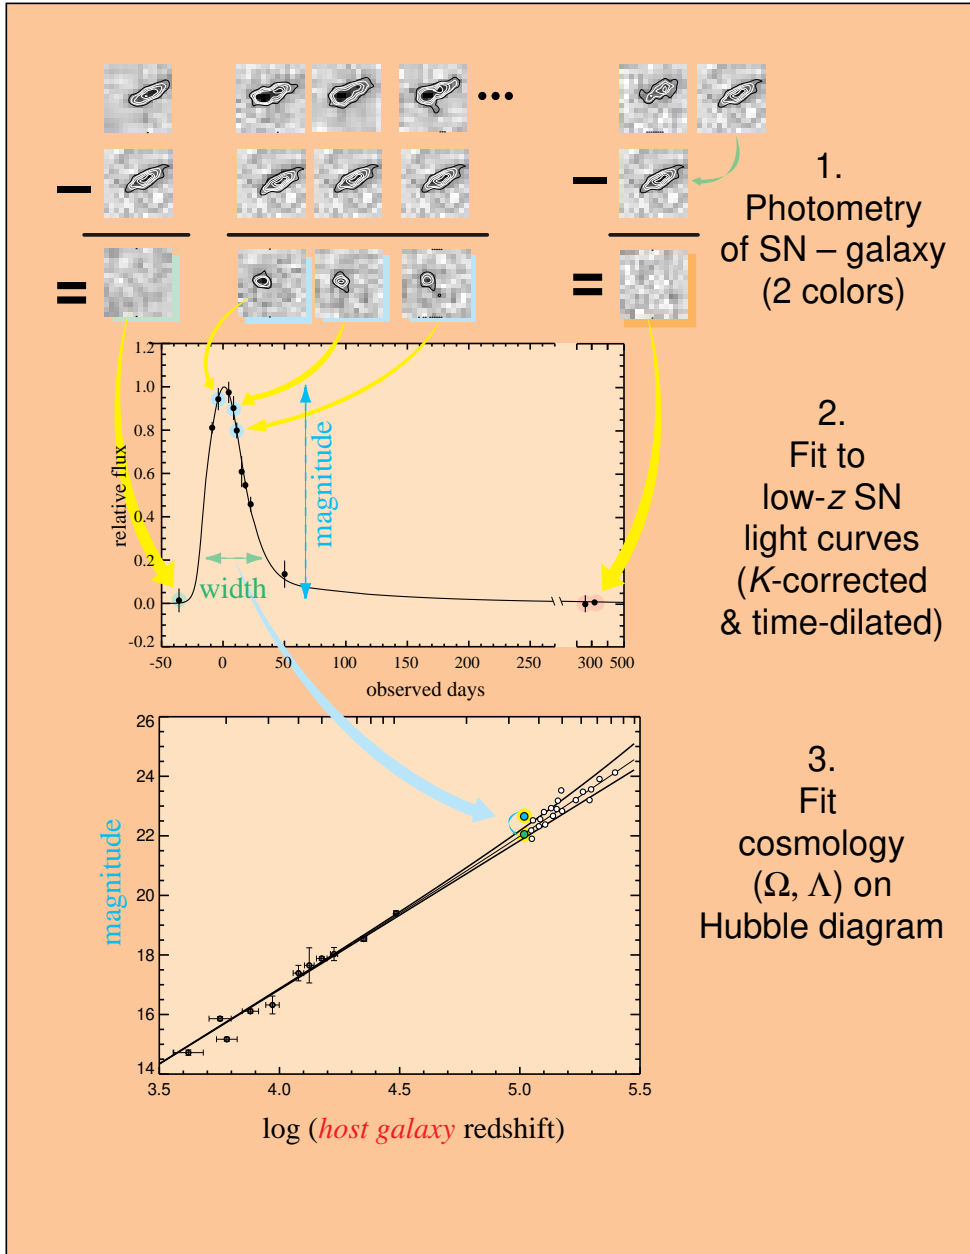 1.
Photometry
of SN – galaxy
(2 colors)
1.2
1.0
0.8
0.6
0.4
0.2
0.0
-0.2
relative flux
magnitude
width
-50 0 50 100 150 200 250 300 500
observed days
2.
Fit to
low-z SN
light curves
(K-corrected
& time-dilated)
26
24
22
20
18
16
14
magnitude
3.5 4.0 4.5 5.0 5.5
log (host galaxy redshift)
3.
Fit
cosmology
(Ω, Λ) on
Hubble diagram